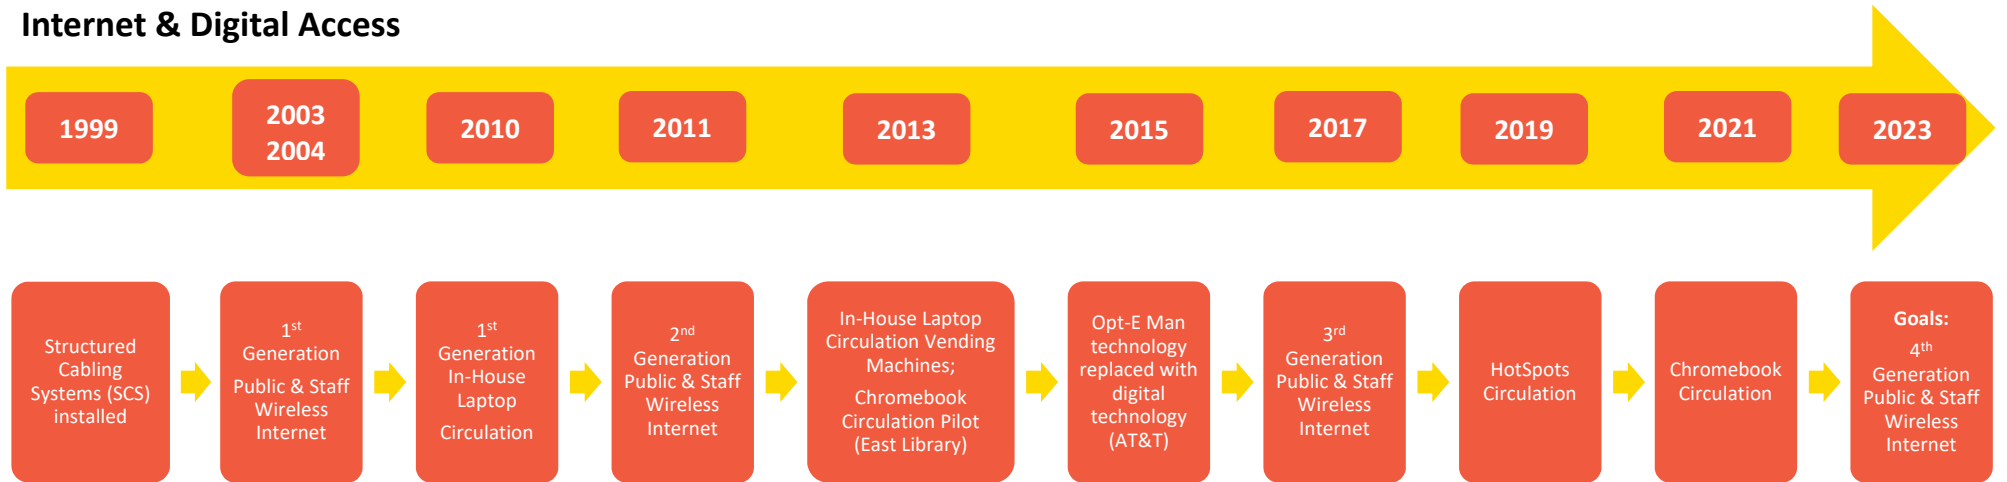 Internet & Digital Access
1999
2003
2004
2010
2011
2013
2015
2017
2019
2021
2023
Structured
Cabling
Systems (SCS)
installed
1st
Generation
Public & Staff
Wireless
Internet
1st
Generation
In-House
Laptop
Circulation
2nd
Generation
Public & Staff
Wireless
Internet
In-House Laptop
Circulation Vending
Machines;
Chromebook
Circulation Pilot
(East Library)
Opt-E Man
technology
replaced with
digital
technology
(AT&T)
3rd
Generation
Public & Staff
Wireless
Internet
HotSpots
Circulation
Chromebook
Circulation
Goals:
4th
Generation
Public & Staff
Wireless
Internet